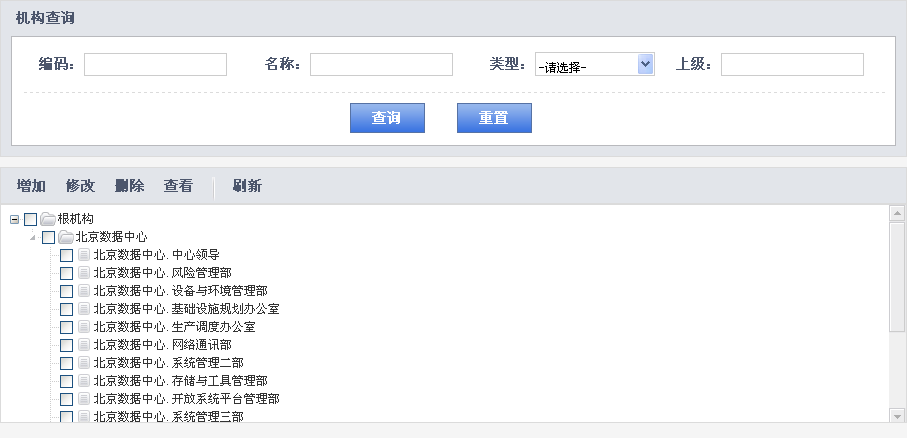 机构查询
编码： 名称： 类型： -请选择- 上级：
查询 重置
增加 修改 删除 查看 刷新
根机构
北京数据中心
北京数据中心. 中心领导
北京数据中心. 风险管理部
北京数据中心. 设备与环境管理部
北京数据中心. 基础设施规划办公室
北京数据中心. 生产调度办公室
北京数据中心. 网络通讯部
北京数据中心. 系统管理二部
北京数据中心. 存储与工具管理部
北京数据中心. 开放系统平台管理部
北京数据中心. 系统管理三部